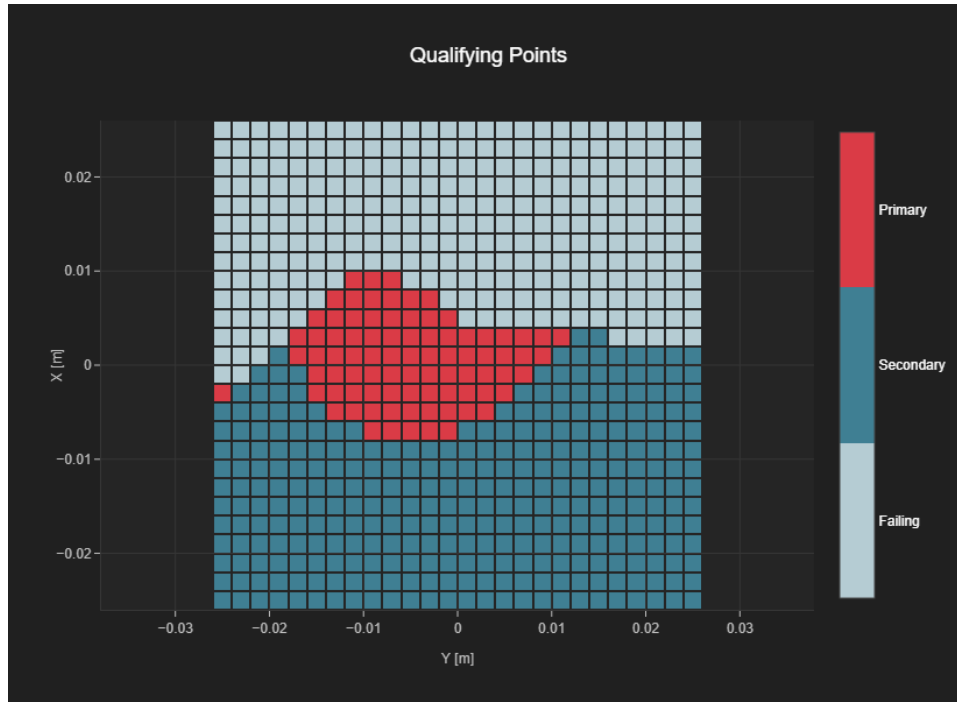 Qualifying Points
0.02
0.01
0
−0.01
−0.02
X [m]
−0.03
−0.02
−0.01
0
0.01
0.02
0.03
Y [m]
Primary
Secondary
Failing